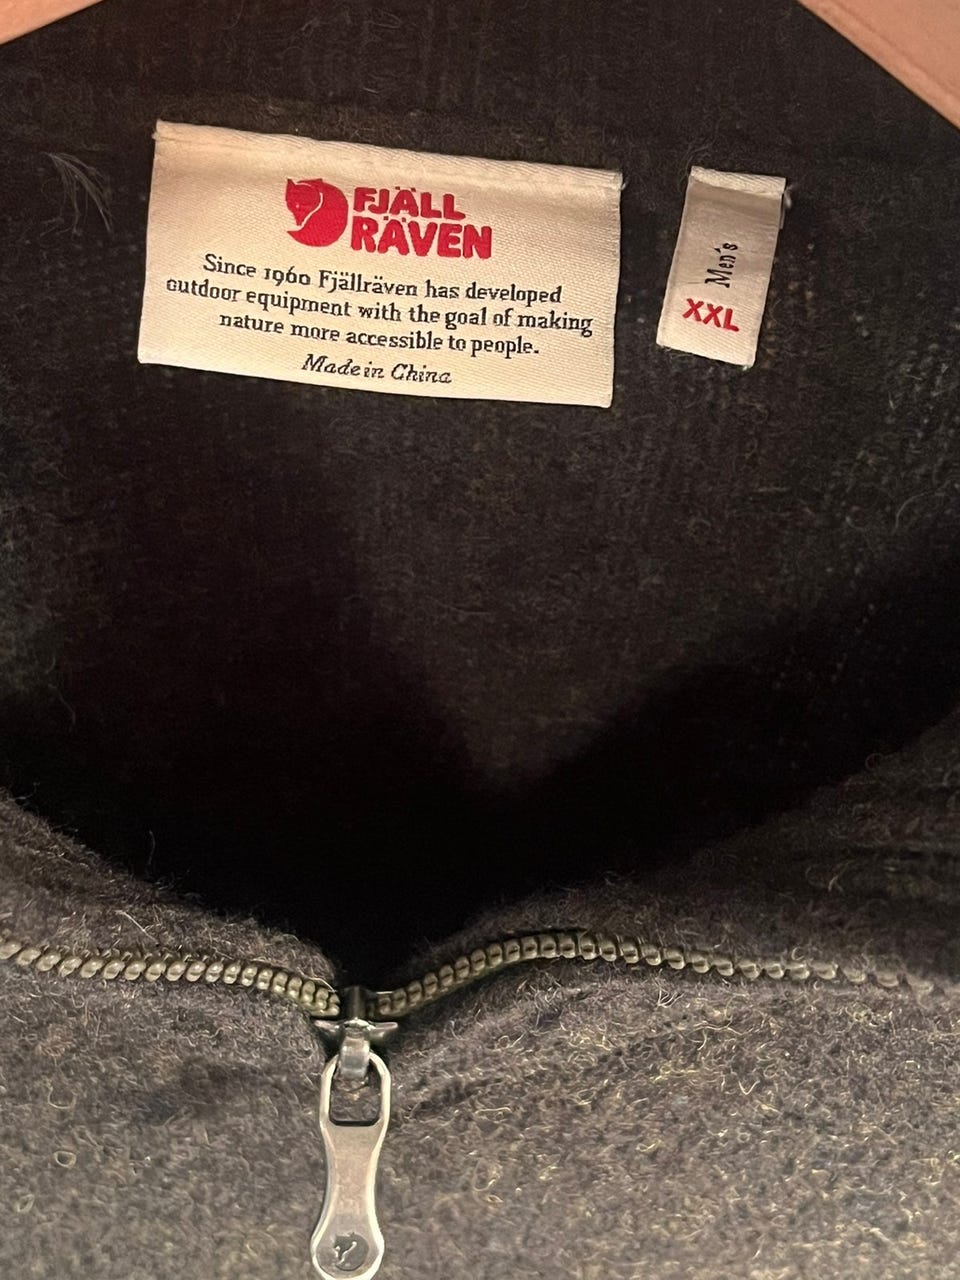 FJÄLL
RÄVEN
Since 1960 Fjällräven has developed
outdoor equipment with the goal of making
nature more accessible to people.
Made in China
Men's
XXL